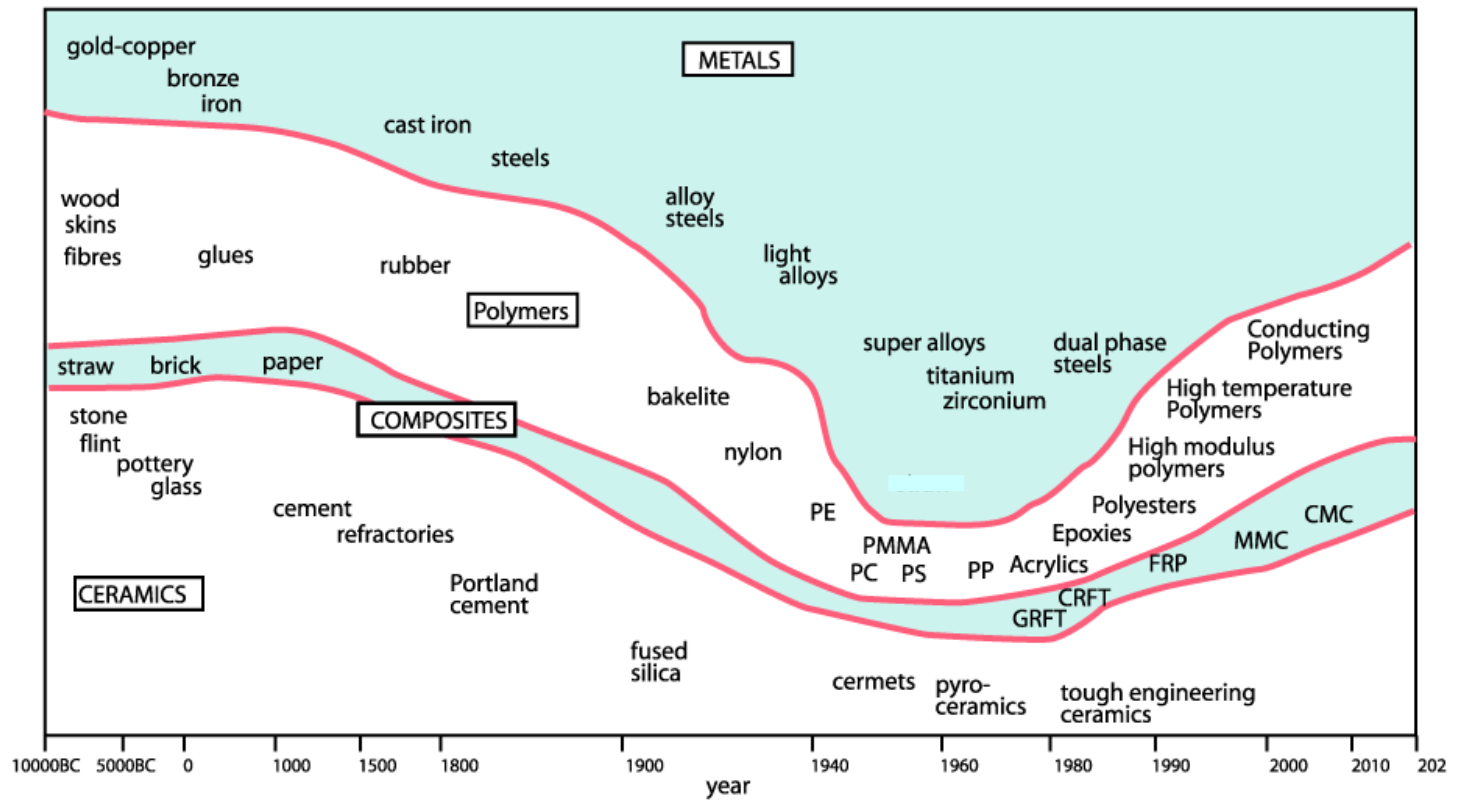 gold-copper
bronze
iron
METALS
cast iron
steels
alloy
steels
light
alloys
super alloys
titanium
zirconium
dual phase
steels
wood
skins
fibres
glues
rubber
Polymers
bakelite
nylon
PE
PMMA
PC PS PP
Acrylics
Epoxies
Polyesters
High modulus
polymers
High temperature
Polymers
Conducting
Polymers
straw brick paper
COMPOSITES
GRFT
CRFT
FRP
MMC
CMC
stone
flint
pottery
glass
cement
refractories
CERAMICS
Portland
cement
fused
silica
cermets
pyro-
ceramics
tough engineering
ceramics
10000BC 5000BC 0 1000 1500 1800 1900 1940 1960 1980 1990 2000 2010 202
year